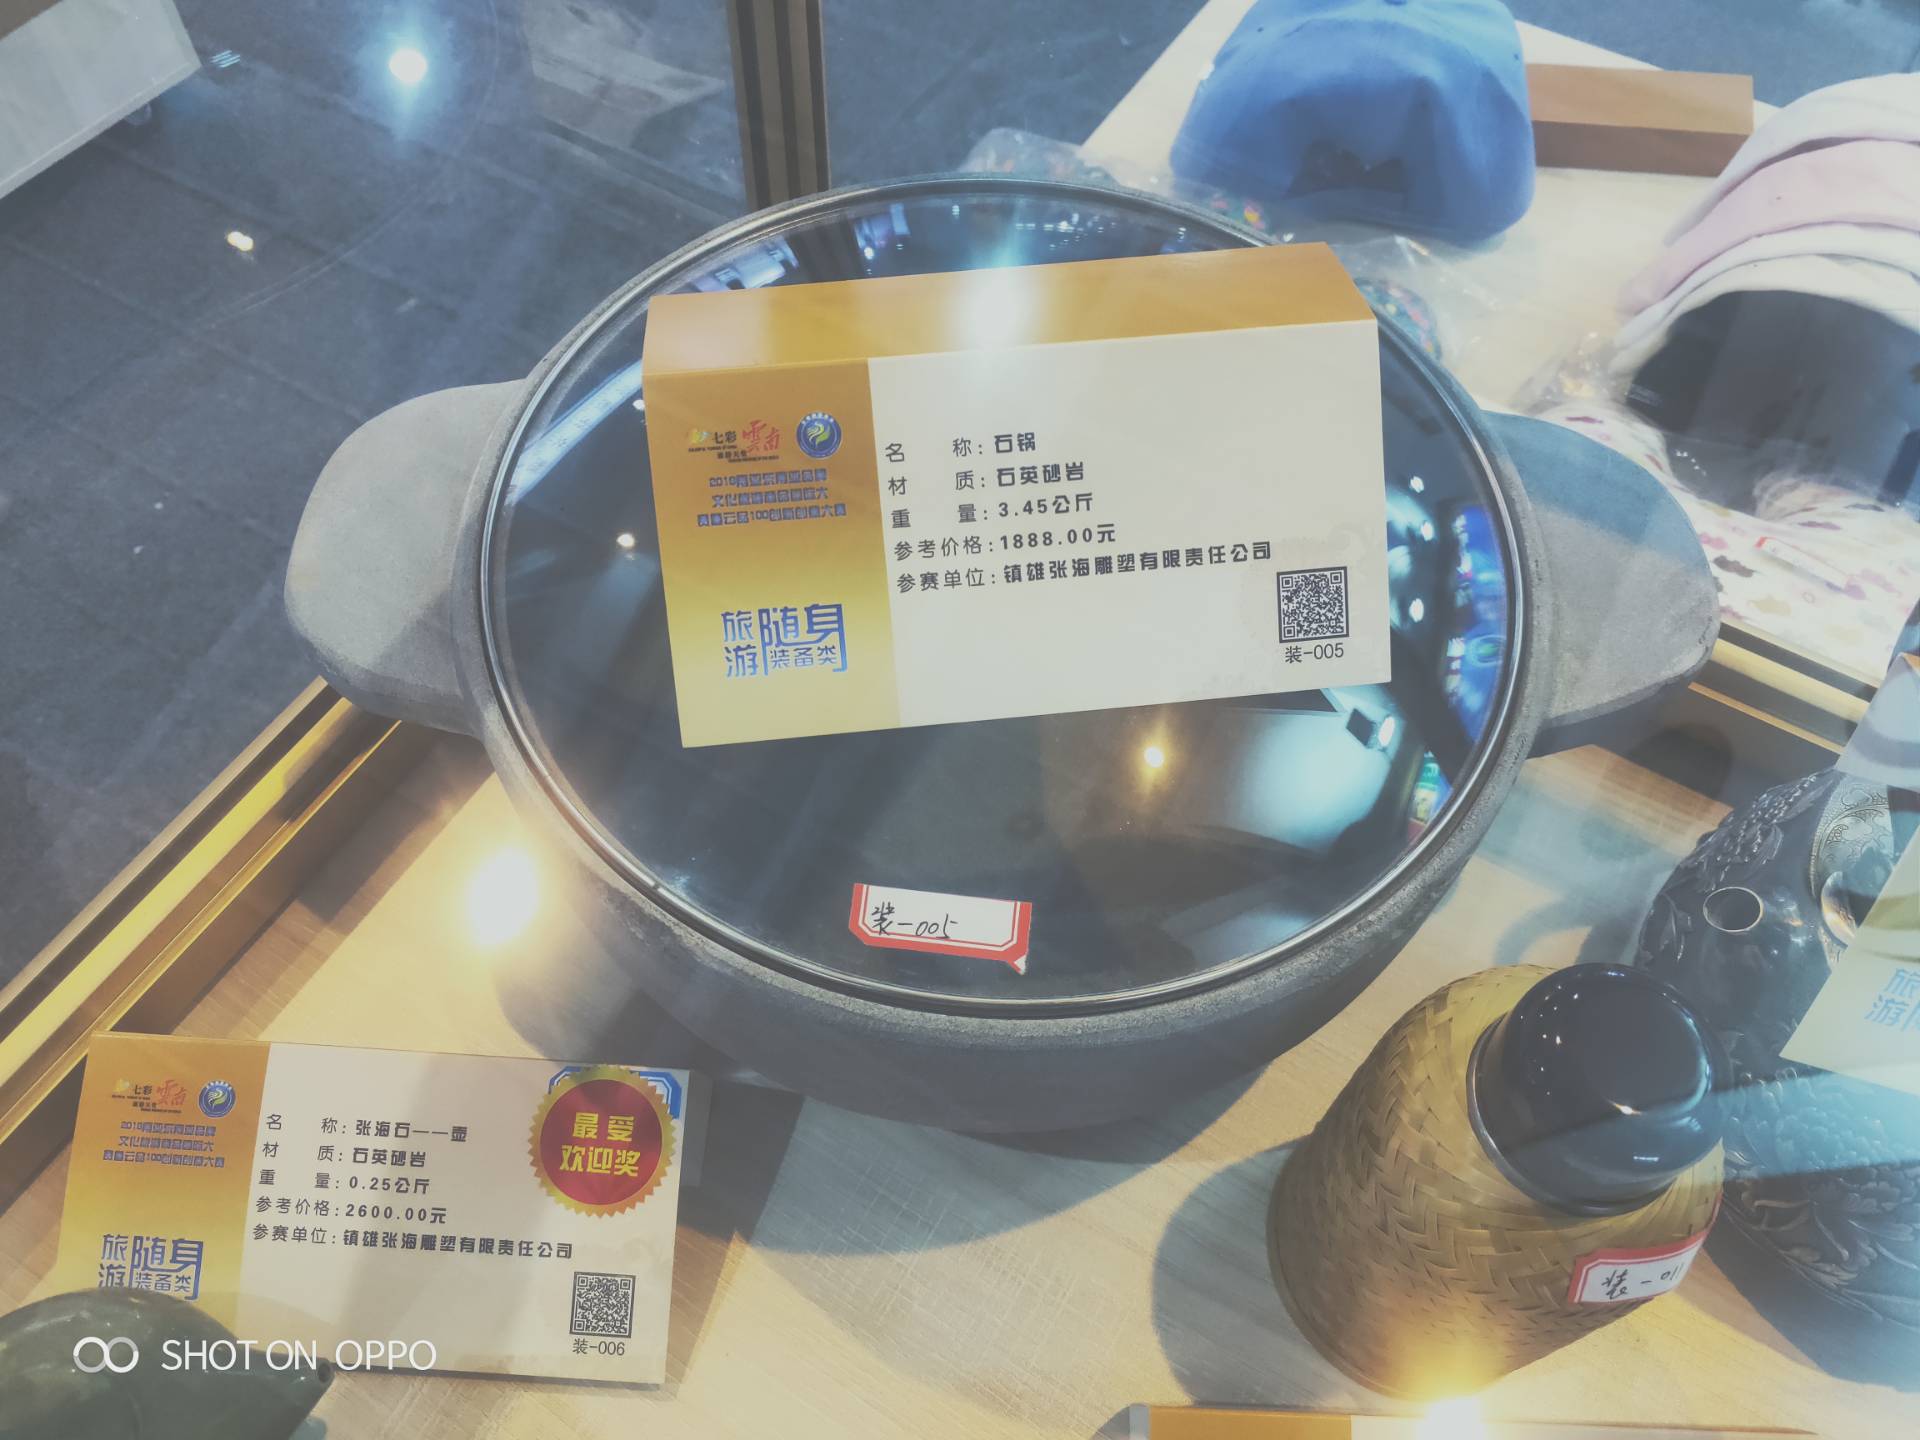 七彩 雲南
旅游随身
装备类
名 称：石锅
材 质：石英砂岩
重 量：3.45公斤
参考价格：1888.00元
参赛单位：镇雄张海雕塑有限责任公司
装-005
装-005
七彩 雲南
旅游随身
装备类
名 称：张海石——壶
材 质：石英砂岩
重 量：0.25公斤
参考价格：2600.00元
参赛单位：镇雄张海雕塑有限责任公司
最受
欢迎奖
装-006
装-011
旅
游
SHOT ON OPPO